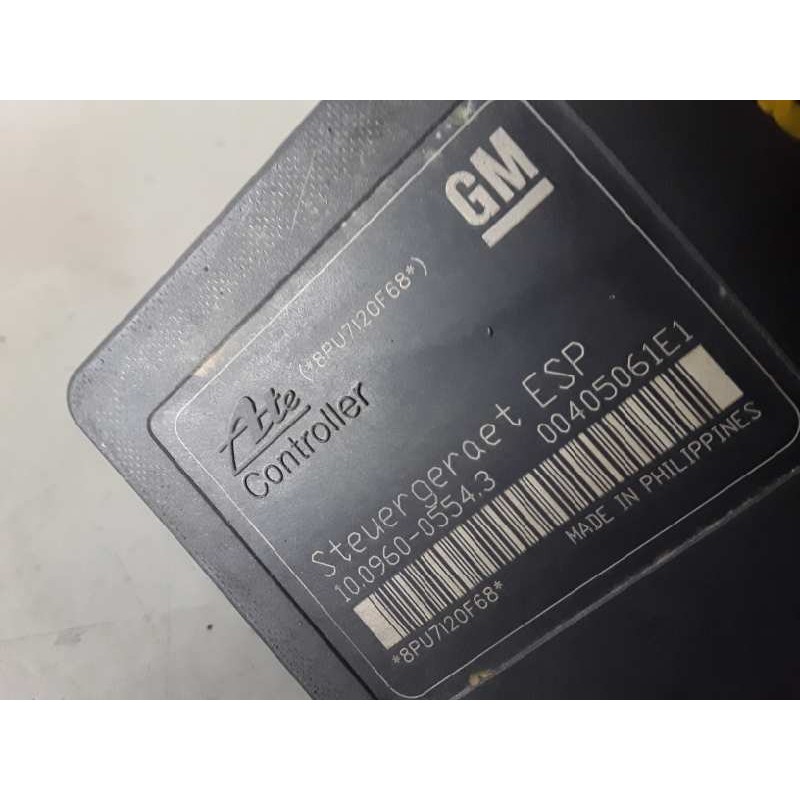 GM
Ate (*8PU7120F68*)
Controller
Steuergeraet ESP
10.0960-0554.3 00405061E1
*8PU7120F68* MADE IN PHILIPPINES